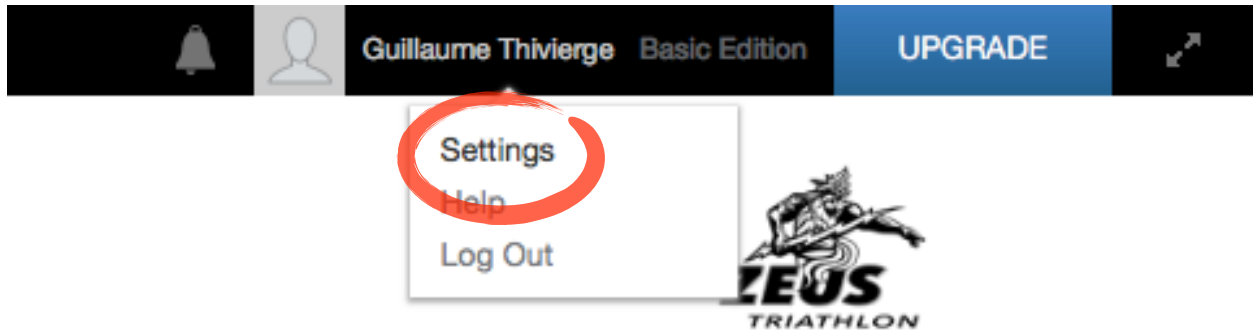 Guillaume Thivierge Basic Edition UPGRADE
Settings
Help
Log Out
ZEUS
TRIATHLON